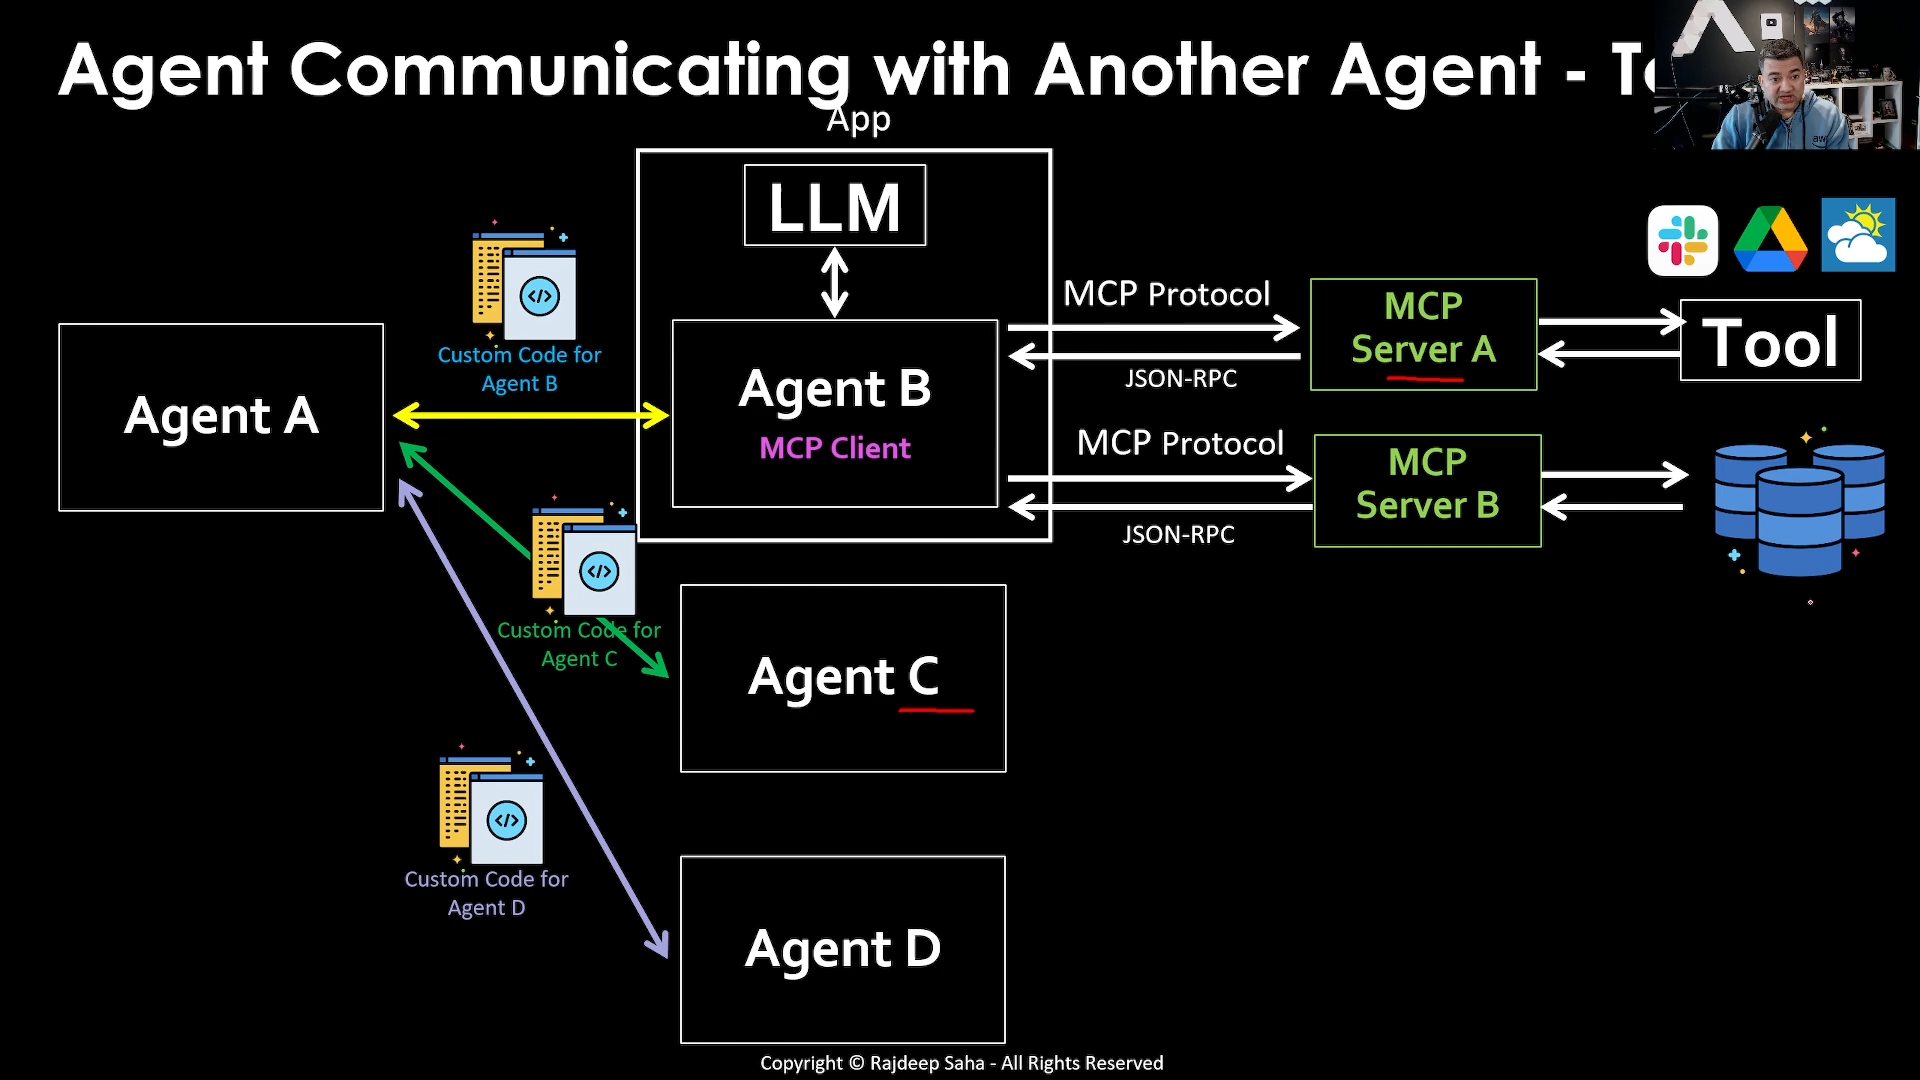 Agent Communicating with Another Agent -
App
LLM
Custom Code for
Agent B
Agent A
Agent B
MCP Client
MCP Protocol
JSON-RPC
MCP
Server A
Tool
MCP Protocol
JSON-RPC
MCP
Server B
Custom Code for
Agent C
Agent C
Custom Code for
Agent D
Agent D
Copyright © Rajdeep Saha - All Rights Reserved